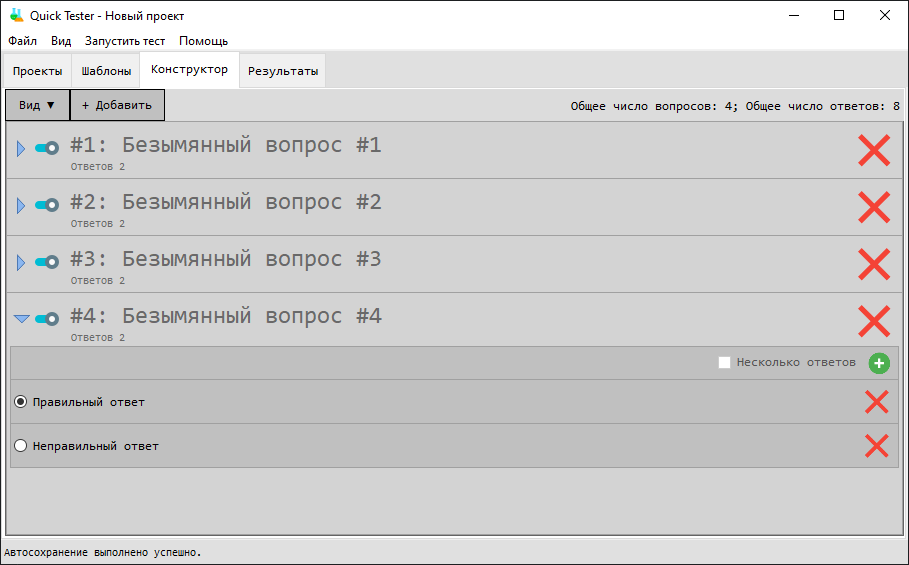 Quick Tester - Новый проект
Файл Вид Запустить тест Помощь
Проекты Шаблоны Конструктор Результаты
Вид ▼ + Добавить Общее число вопросов: 4; Общее число ответов: 8
#1: Безымянный вопрос #1
Ответов 2
#2: Безымянный вопрос #2
Ответов 2
#3: Безымянный вопрос #3
Ответов 2
#4: Безымянный вопрос #4
Ответов 2
Несколько ответов
Правильный ответ
Неправильный ответ
Автосохранение выполнено успешно.